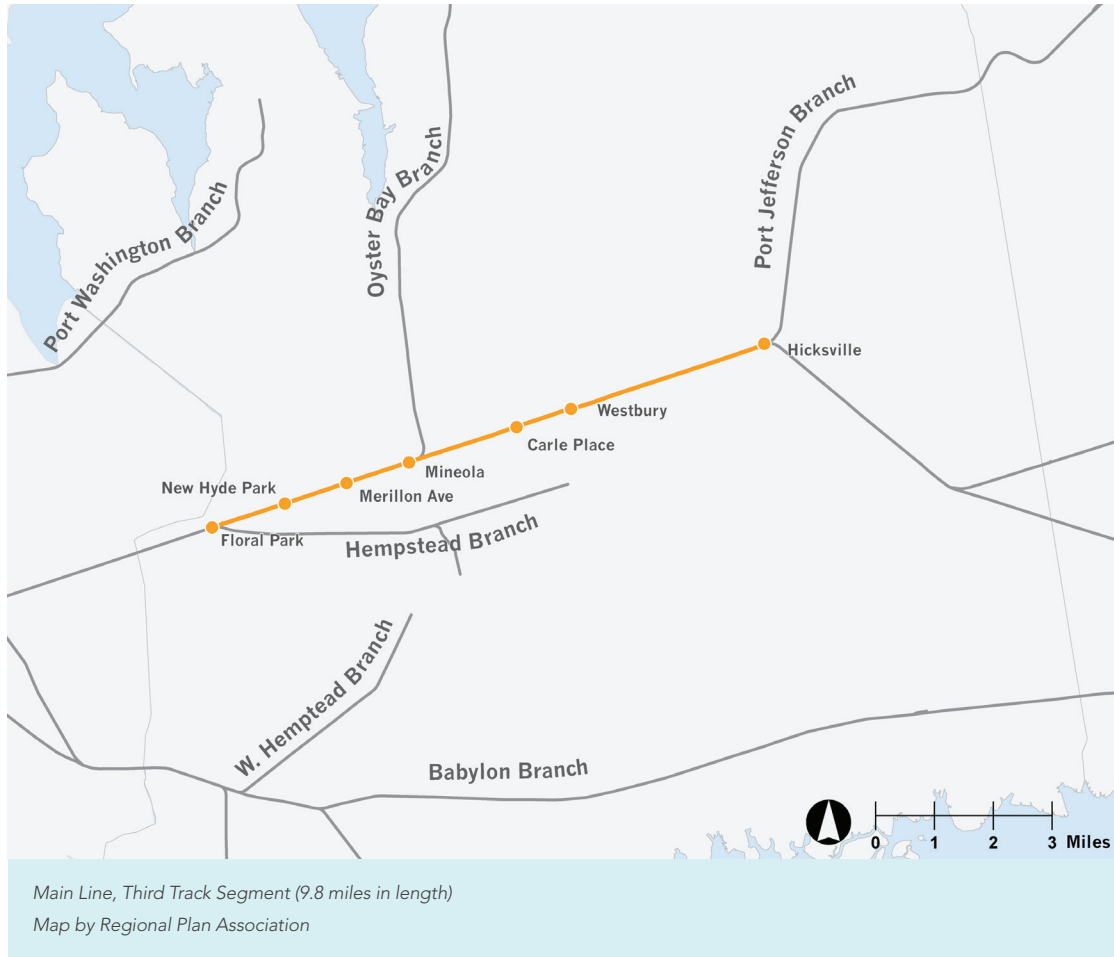 Port Washington Branch
Oyster Bay Branch
Port Jefferson Branch
Hicksville
Westbury
Carle Place
Mineola
Merillon Ave
New Hyde Park
Floral Park
Hempstead Branch
W. Hemptead Branch
Babylon Branch
0 1 2 3 Miles
Main Line, Third Track Segment (9.8 miles in length)
Map by Regional Plan Association